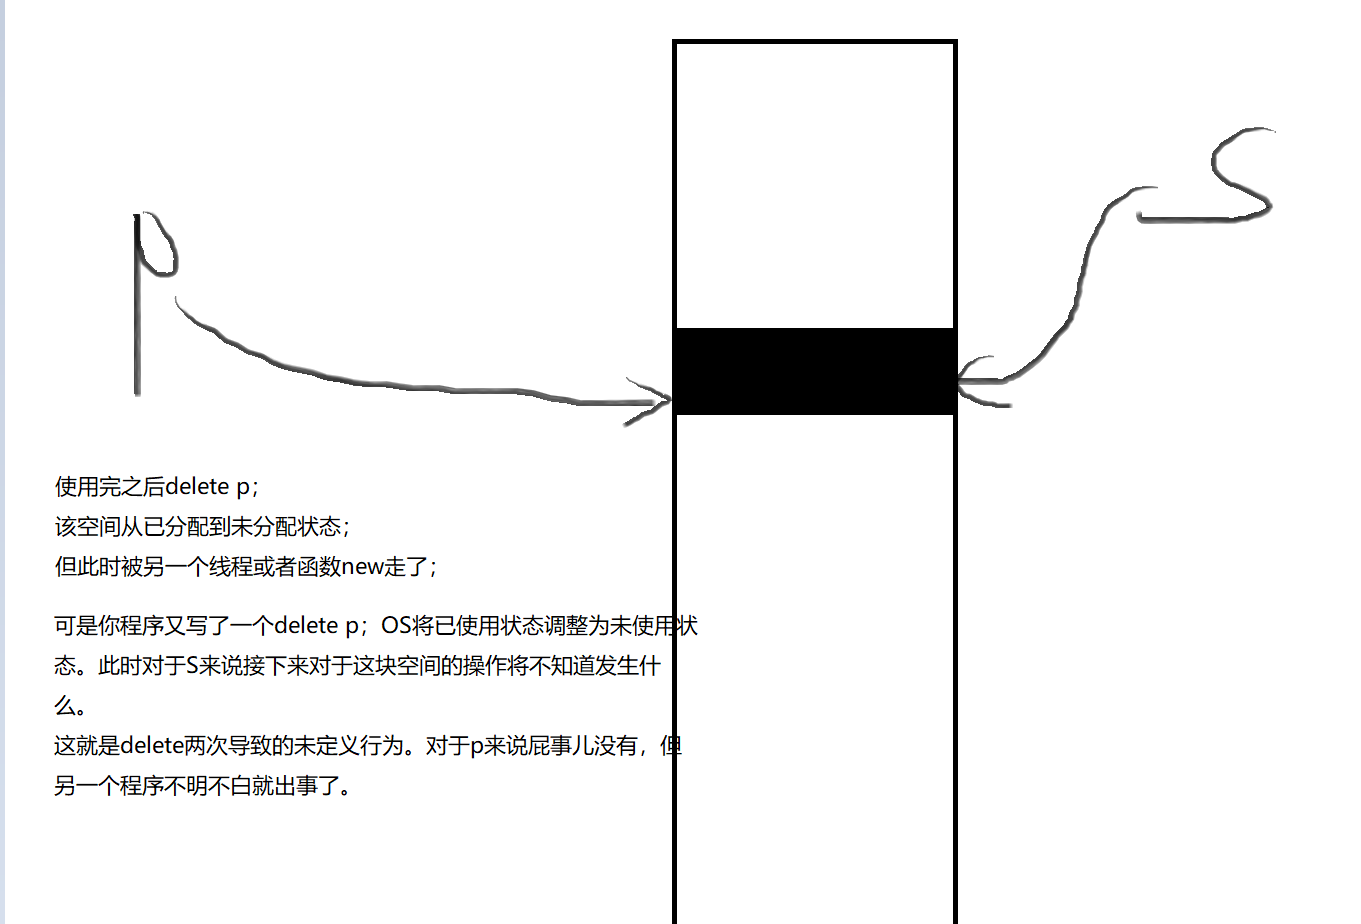 p
S
使用完之后delete p；
该空间从已分配到未分配状态；
但此时被另一个线程或者函数new走了；
可是你程序又写了一个delete p；OS将已使用状态调整为未使用状
态。此时对于S来说接下来对于这块空间的操作将不知道发生什
么。
这就是delete两次导致的未定义行为。对于p来说屁事儿没有，但
另一个程序不明不白就出事了。